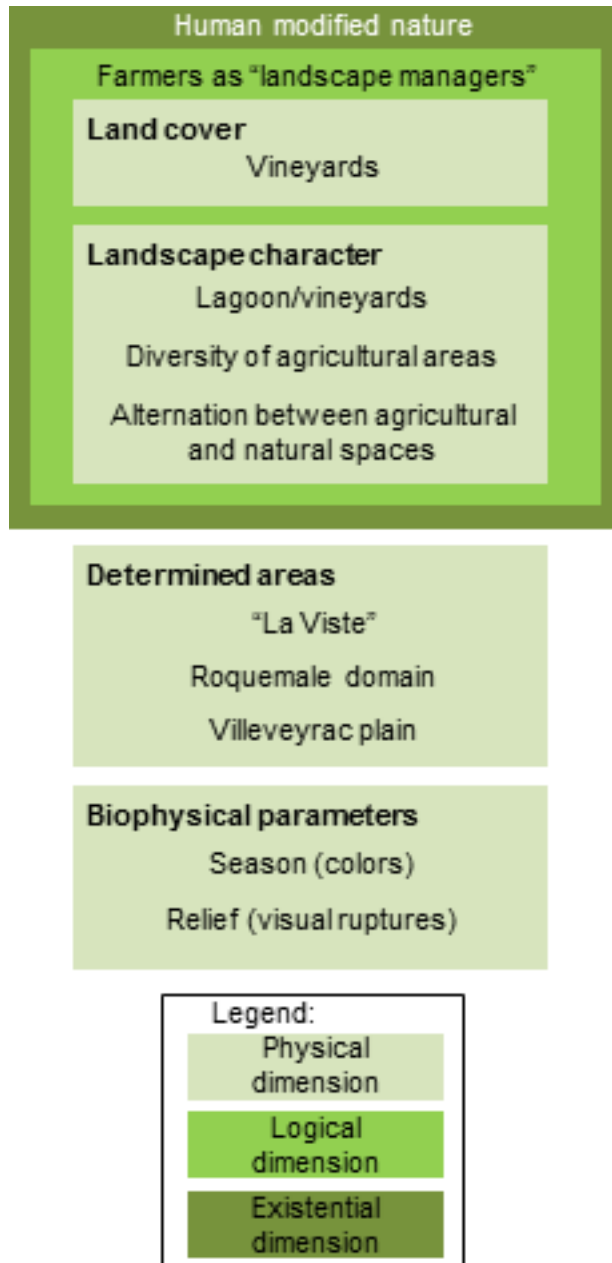 Human modified nature
Farmers as “landscape managers”
Land cover
Vineyards
Landscape character
Lagoon/vineyards
Diversity of agricultural areas
Alternation between agricultural
and natural spaces
Determined areas
“La Viste”
Roquemale domain
Villeveyrac plain
Biophysical parameters
Season (colors)
Relief (visual ruptures)
Legend:
Physical
dimension
Logical
dimension
Existential
dimension